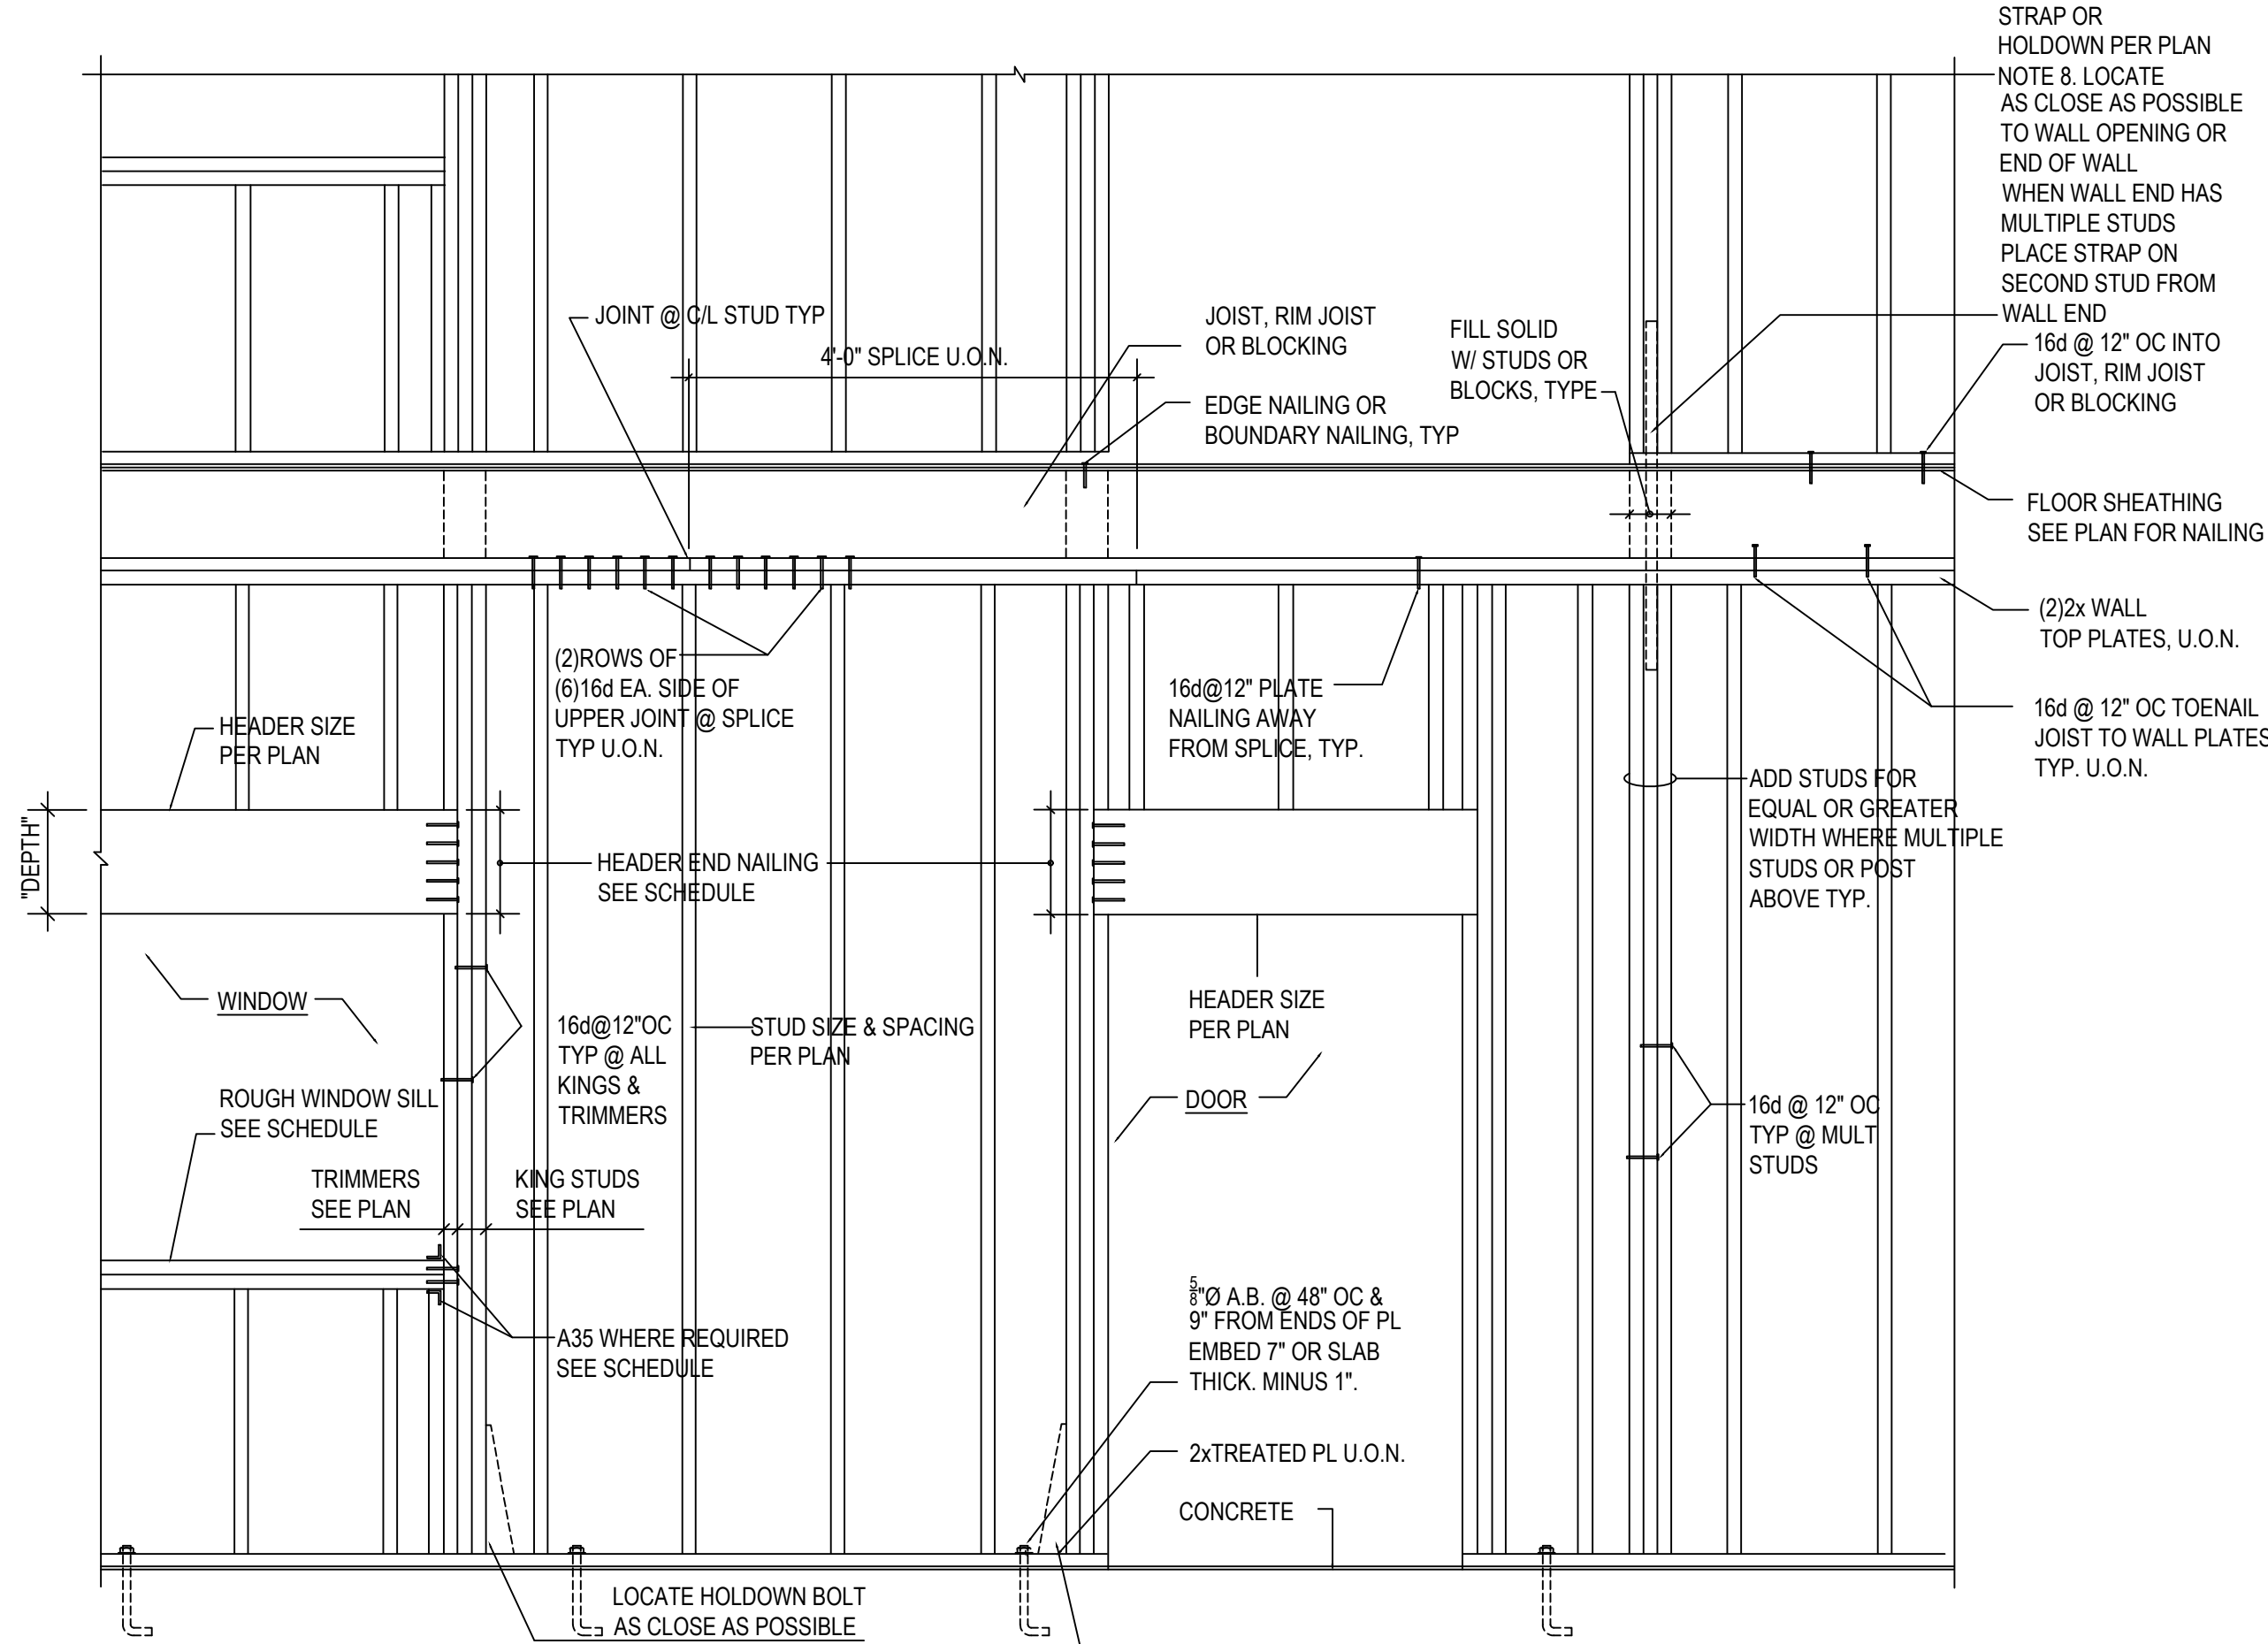 STRAP OR
HOLDOWN PER PLAN
NOTE 8. LOCATE
AS CLOSE AS POSSIBLE
TO WALL OPENING OR
END OF WALL
WHEN WALL END HAS
MULTIPLE STUDS
PLACE STRAP ON
SECOND STUD FROM
WALL END
JOINT @ C/L STUD TYP
4'-0" SPLICE U.O.N.
JOIST, RIM JOIST
OR BLOCKING
EDGE NAILING OR
BOUNDARY NAILING, TYP
FILL SOLID
W/ STUDS OR
BLOCKS, TYPE
16d @ 12" OC INTO
JOIST, RIM JOIST
OR BLOCKING
FLOOR SHEATHING
SEE PLAN FOR NAILING
(2)2x WALL
TOP PLATES, U.O.N.
16d @ 12" OC TOENAIL
JOIST TO WALL PLATES
TYP. U.O.N.
(2)ROWS OF
(6)16d EA. SIDE OF
UPPER JOINT @ SPLICE
TYP U.O.N.
16d@12" PLATE
NAILING AWAY
FROM SPLICE, TYP.
HEADER SIZE
PER PLAN
"DEPTH"
HEADER END NAILING
SEE SCHEDULE
ADD STUDS FOR
EQUAL OR GREATER
WIDTH WHERE MULTIPLE
STUDS OR POST
ABOVE TYP.
WINDOW
16d@12"OC
TYP @ ALL
KINGS &
TRIMMERS
STUD SIZE & SPACING
PER PLAN
HEADER SIZE
PER PLAN
DOOR
16d @ 12" OC
TYP @ MULT
STUDS
ROUGH WINDOW SILL
SEE SCHEDULE
TRIMMERS
SEE PLAN
KING STUDS
SEE PLAN
A35 WHERE REQUIRED
SEE SCHEDULE
5/8"Ø A.B. @ 48" OC &
9" FROM ENDS OF PL
EMBED 7" OR SLAB
THICK. MINUS 1".
2xTREATED PL U.O.N.
CONCRETE
LOCATE HOLDOWN BOLT
AS CLOSE AS POSSIBLE